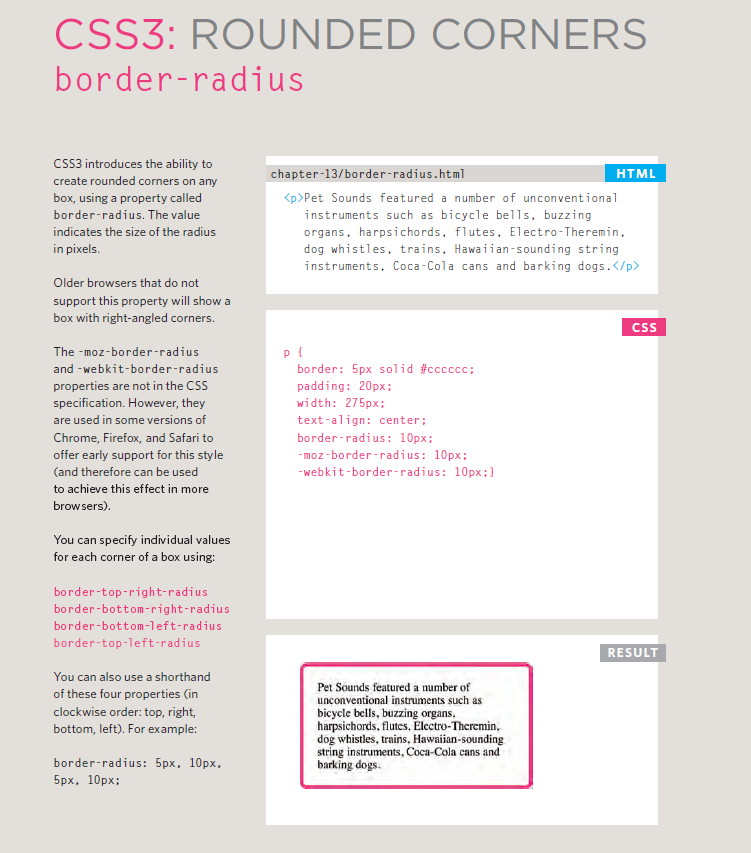 CSS3: ROUNDED CORNERS
border-radius
CSS3 introduces the ability to
create rounded corners on any
box, using a property called
border-radius. The value
indicates the size of the radius
in pixels.
Older browsers that do not
support this property will show a
box with right-angled corners.
The -moz-border-radius
and -webkit-border-radius
properties are not in the CSS
specification. However, they
are used in some versions of
Chrome, Firefox, and Safari to
offer early support for this style
(and therefore can be used
to achieve this effect in more
browsers).
You can specify individual values
for each corner of a box using:
border-top-right-radius
border-bottom-right-radius
border-bottom-left-radius
border-top-left-radius
You can also use a shorthand
of these four properties (in
clockwise order: top, right,
bottom, left). For example:
border-radius: 5px, 10px,
5px, 10px;
chapter-13/border-radius.html
HTML
<p>Pet Sounds featured a number of unconventional
instruments such as bicycle bells, buzzing
organs, harpsichords, flutes, Electro-Theremin,
dog whistles, trains, Hawaiian-sounding string
instruments, Coca-Cola cans and barking dogs.</p>
CSS
p {
border: 5px solid #cccccc;
padding: 20px;
width: 275px;
text-align: center;
border-radius: 10px;
-moz-border-radius: 10px;
-webkit-border-radius: 10px;}
RESULT
Pet Sounds featured a number of
unconventional instruments such as
bicycle bells, buzzing organs,
harpsichords, flutes, Electro-Theremin,
dog whistles, trains, Hawaiian-sounding
string instruments, Coca-Cola cans and
barking dogs.